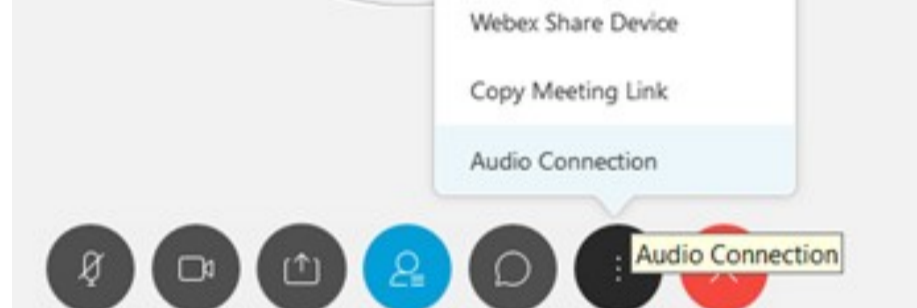 Webex Share Device
Copy Meeting Link
Audio Connection
Audio Connection